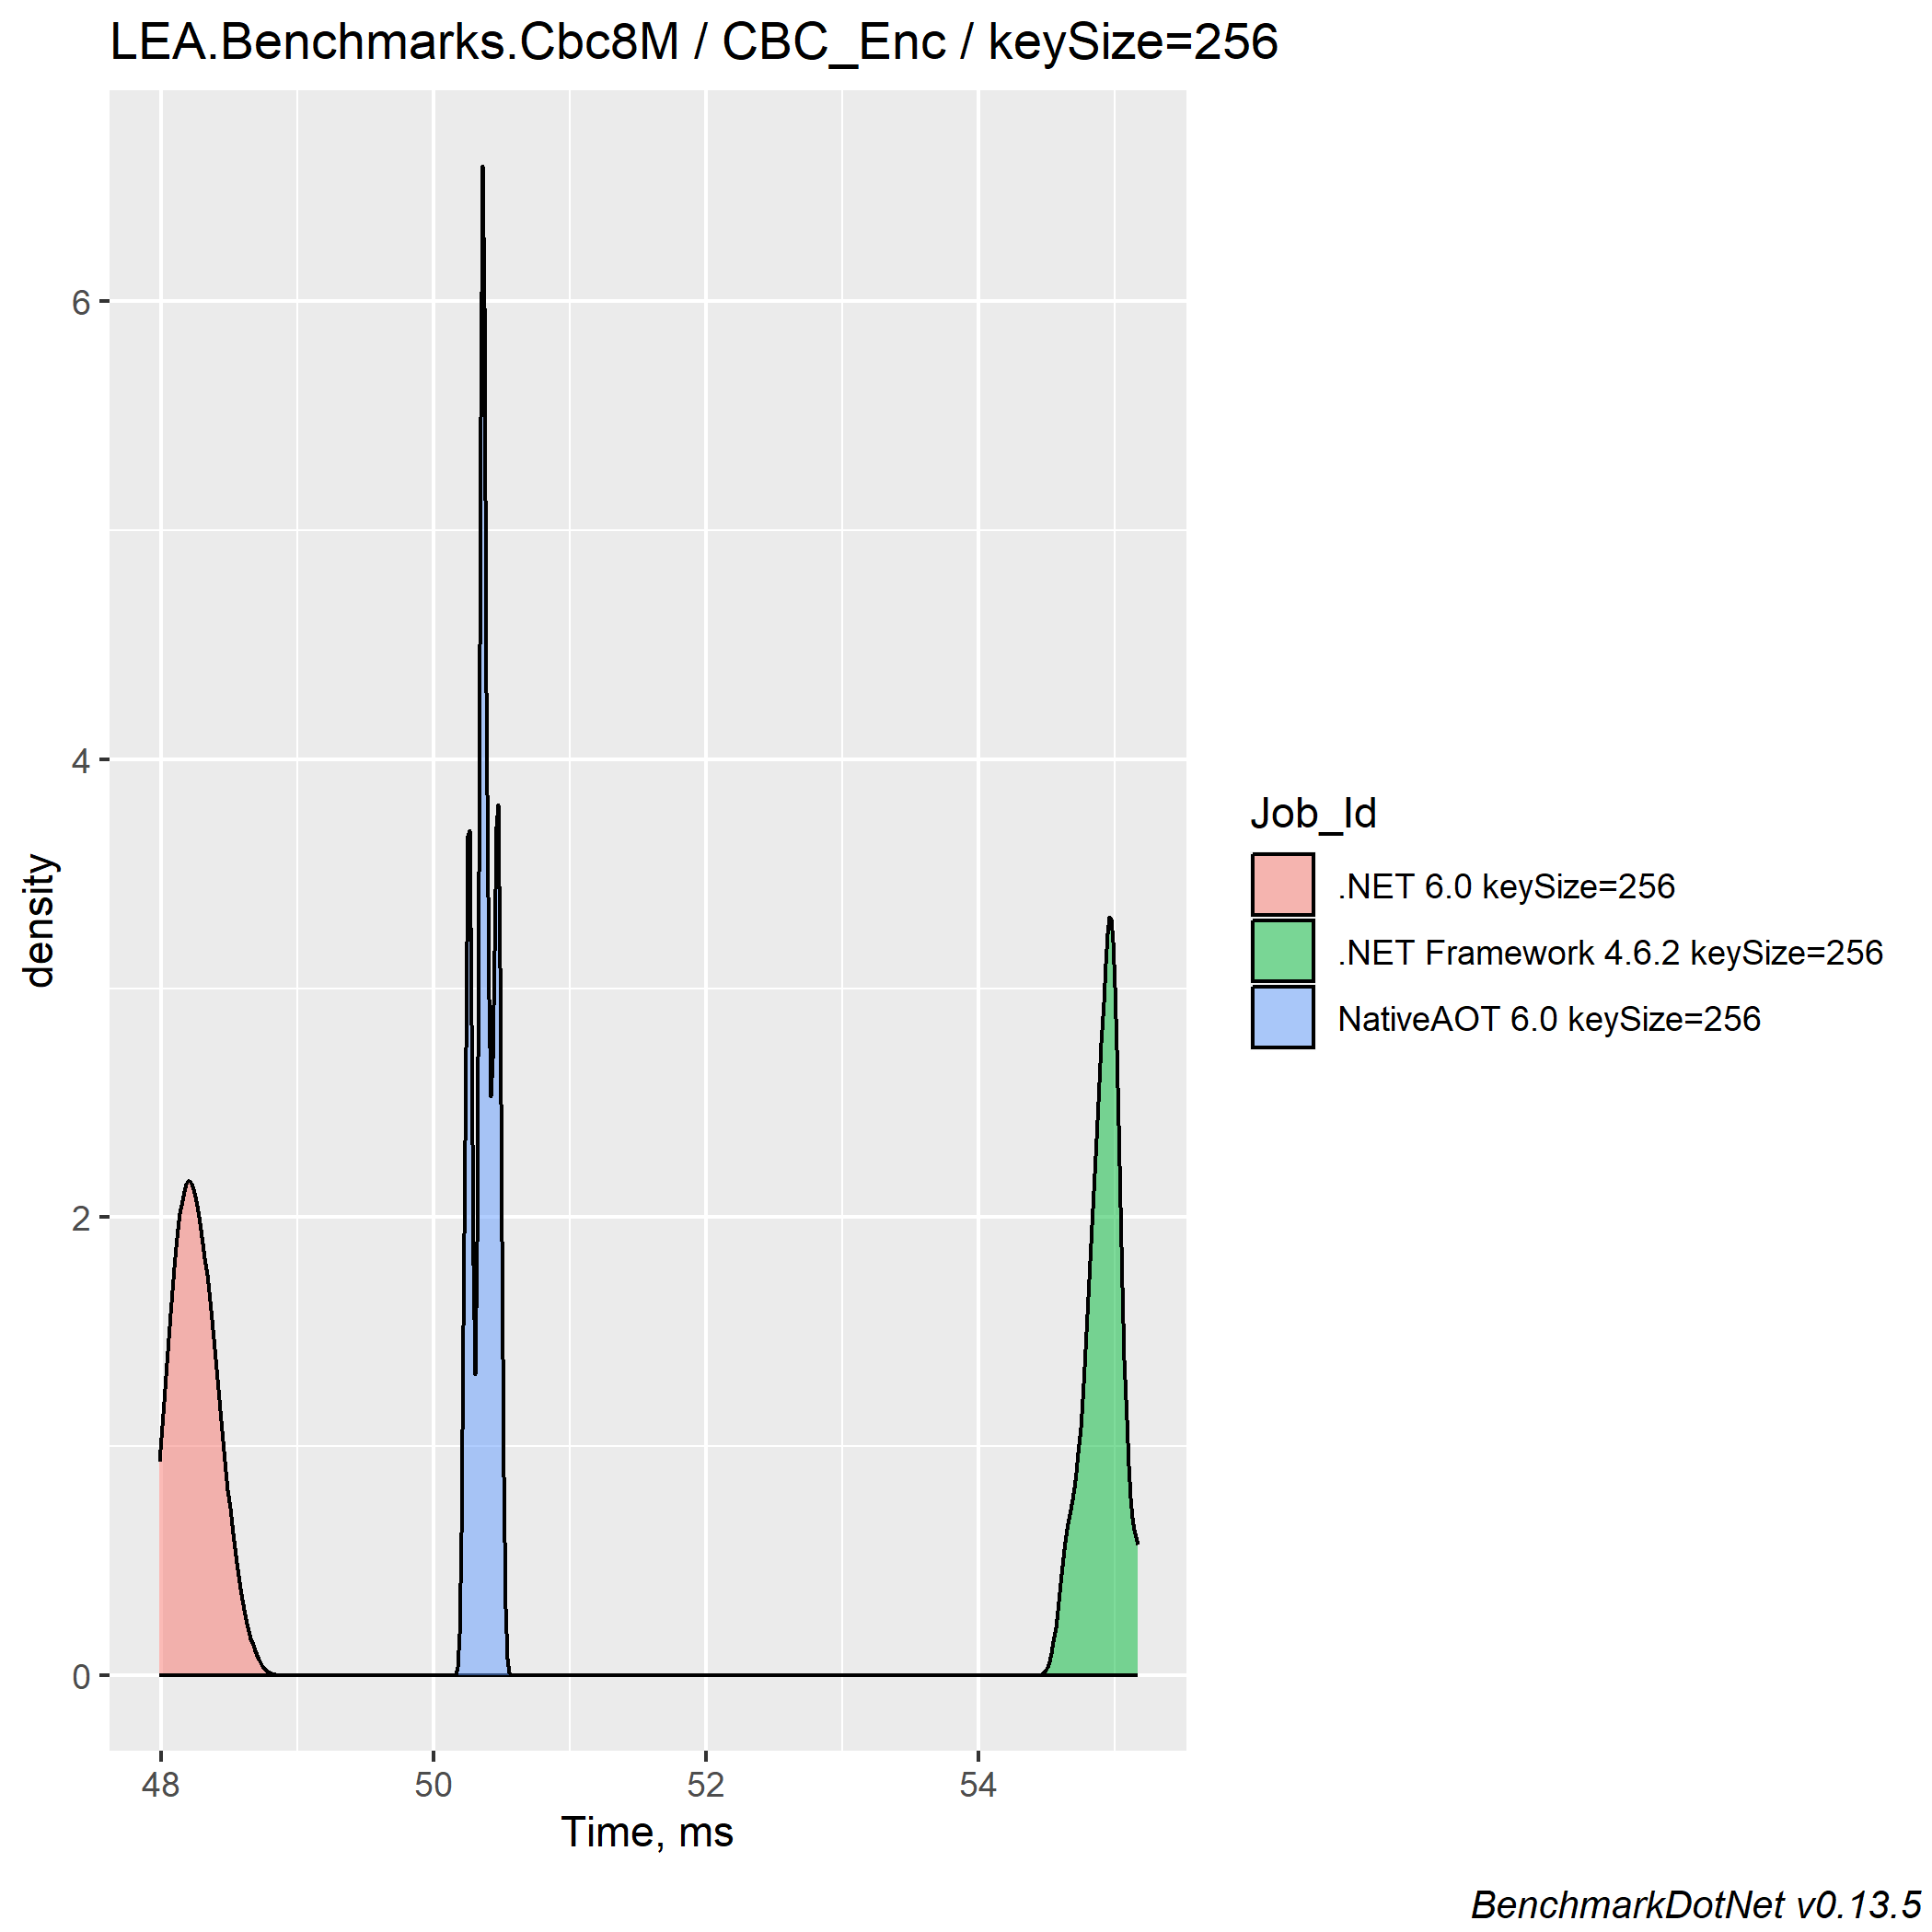 LEA.Benchmarks.Cbc8M / CBC_Enc / keySize=256
6
4
2
0
density
48 50 52 54
Time, ms
Job_Id
.NET 6.0 keySize=256
.NET Framework 4.6.2 keySize=256
NativeAOT 6.0 keySize=256
BenchmarkDotNet v0.13.5